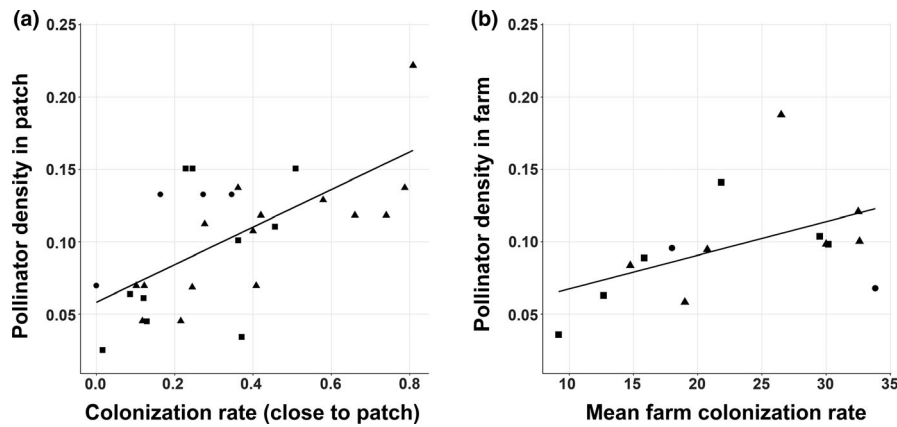 (a)
Pollinator density in patch
0.25
0.20
0.15
0.10
0.05
0.0 0.2 0.4 0.6 0.8
Colonization rate (close to patch)
(b)
Pollinator density in farm
0.25
0.20
0.15
0.10
0.05
10 15 20 25 30 35
Mean farm colonization rate